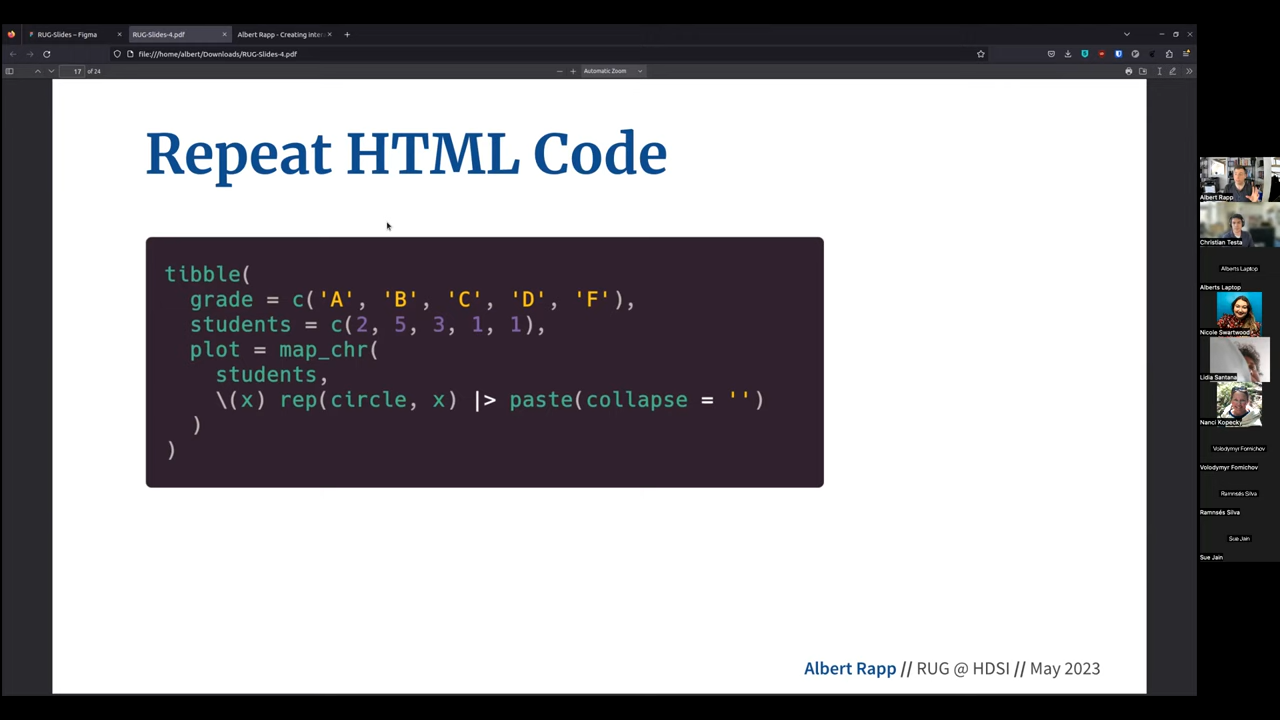 RUG-Slides – Figma
RUG-Slides-4.pdf
Albert Rapp - Creating inter
file:///home/albert/Downloads/RUG-Slides-4.pdf
17 of 24
Automatic Zoom
Repeat HTML Code
tibble(
grade = c('A', 'B', 'C', 'D', 'F'),
students = c(2, 5, 3, 1, 1),
plot = map_chr(
students,
\(x) rep(circle, x) |> paste(collapse = '')
)
)
Albert Rapp // RUG @ HDSI // May 2023
Albert Rapp
Christian Testa
Alberts Laptop
Alberts Laptop
Nicole Swartwood
Lidia Santana
Nanci Kopecky
Volodymyr Fomichov
Volodymyr Fomichov
Ramnsés Silva
Ramnsés Silva
Sue Jain
Sue Jain